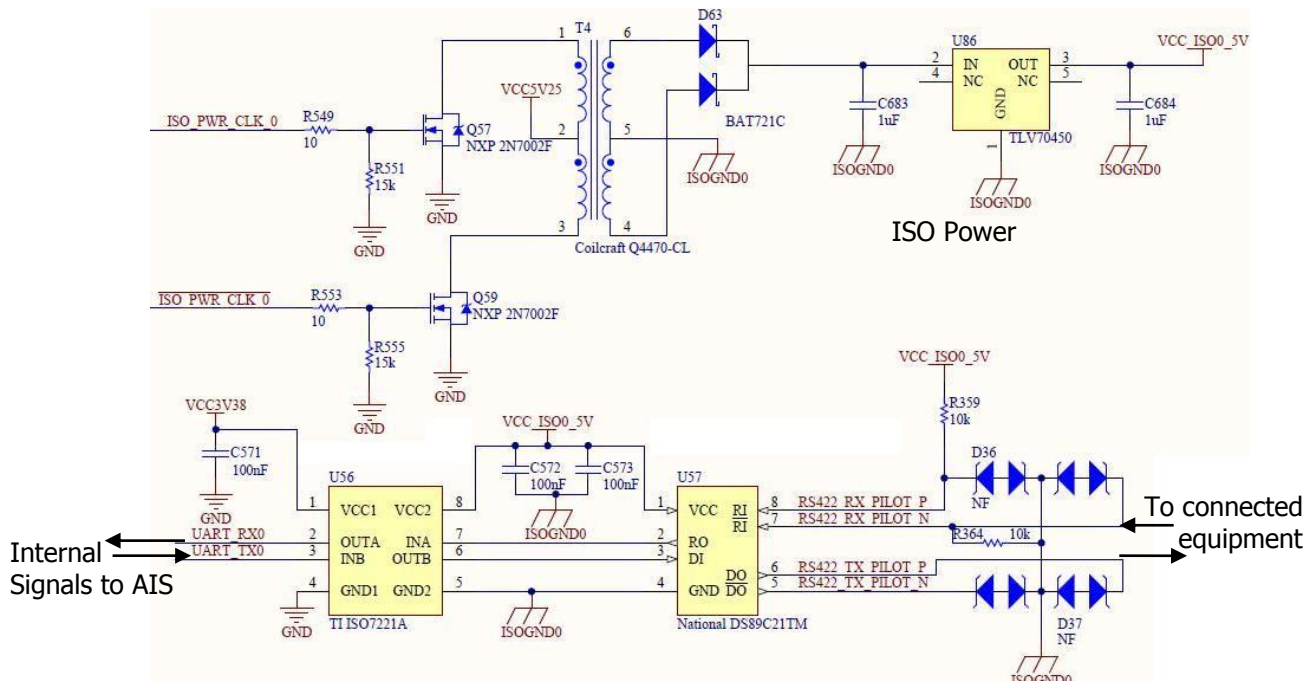 T4
1
6
D63
U86
VCC_ISO0_5V
2
IN
OUT
3
4
NC
NC
5
GND
1
TLV70450
VCC5V25
BAT721C
C683
1uF
C684
1uF
ISO_PWR_CLK_0
R549
10
Q57
NXP 2N7002F
2
5
R551
15k
GND
GND
ISOGND0
ISOGND0
ISOGND0
ISOGND0
3
4
Coilcraft Q4470-CL
ISO Power
ISO_PWR_CLK_0
R553
10
Q59
NXP 2N7002F
R555
15k
GND
GND
VCC3V38
C571
100nF
GND
VCC_ISO0_5V
C572
100nF
C573
100nF
ISOGND0
VCC_ISO0_5V
R359
10k
U56
1
VCC1
VCC2
8
UART_RX0
2
OUTA
INA
7
UART_TX0
3
INB
OUTB
6
4
GND1
GND2
5
GND
TI ISO7221A
ISOGND0
Internal
Signals to AIS
U57
1
VCC
RI
8
RS422_RX_PILOT_P
RI
7
RS422_RX_PILOT_N
2
RO
3
DI
DO
6
RS422_TX_PILOT_P
4
GND
DO
5
RS422_TX_PILOT_N
National DS89C21TM
D36
NF
R364
10k
D37
NF
ISOGND0
To connected
equipment